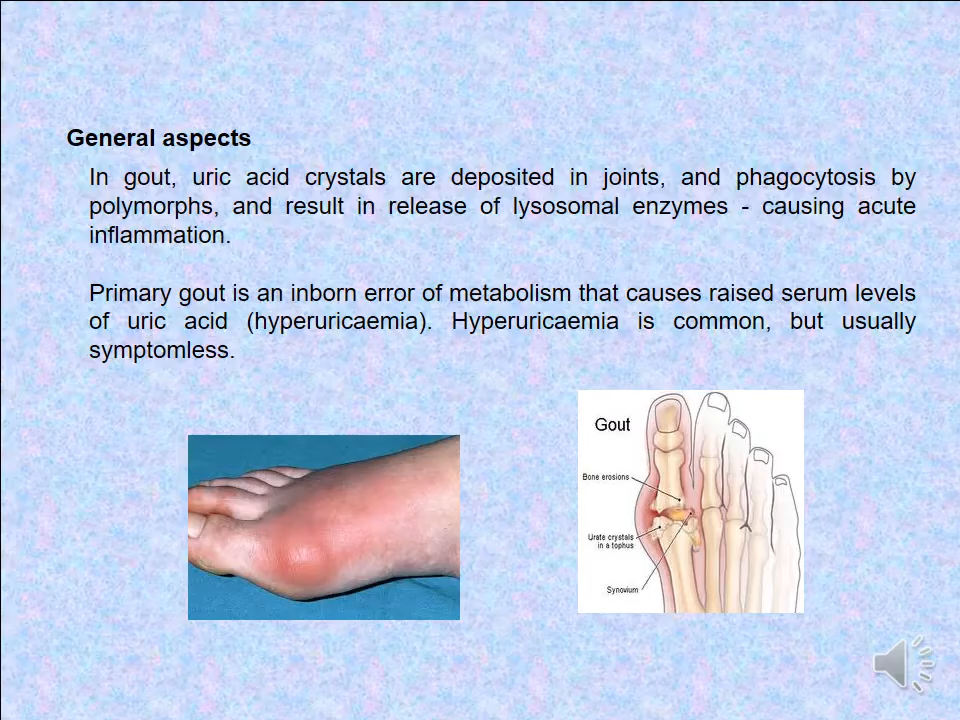 General aspects
In gout, uric acid crystals are deposited in joints, and phagocytosis by
polymorphs, and result in release of lysosomal enzymes - causing acute
inflammation.
Primary gout is an inborn error of metabolism that causes raised serum levels
of uric acid (hyperuricaemia). Hyperuricaemia is common, but usually
symptomless.
Gout
Bone erosions
Urate crystals
in a tophus
Synovium